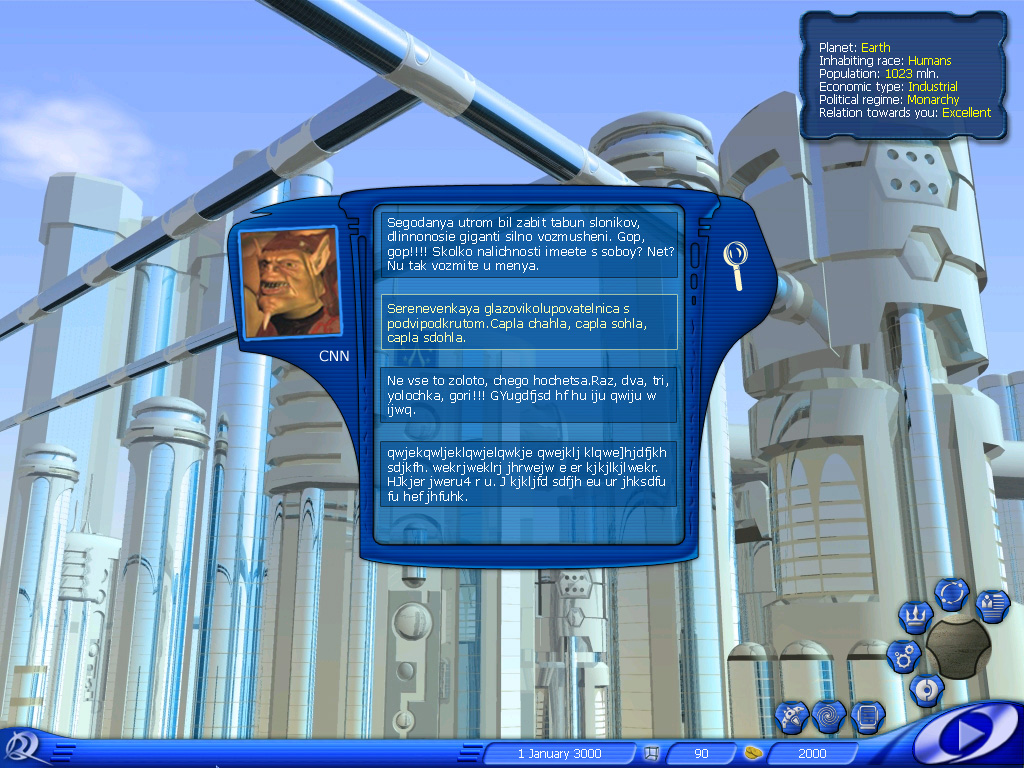 Planet: Earth
Inhabiting race: Humans
Population: 1023 mln.
Economic type: Industrial
Political regime: Monarchy
Relation towards you: Excellent
Segodanya utrom bil zabit tabun slonikov,
dlinnonosie giganti silno vozmusheni. Gop,
gop!!!! Skolko nalichnosti imeete s soboy? Net?
Nu tak vozmite u menya.
CNN
Serenevenkaya glazovikolupovatelnica s
podvipodkrutom.Capla chahla, capla sohla,
capla sdohla.
Ne vse to zoloto, chego hochetsa.Raz, dva, tri,
yolochka, gori!!! GYugdfjsd hf hu iju qwiju w
ijwq.
qwjekqwljeklqwjelqwkje qwejklj klqwe]hjdfjkh
sdjkfh. wekrjweklrj jhrwejw e er kjkjlkjlwekr.
HJkjer jweru4 r u. J kjkljfd sdfjh eu ur jhksdfu
fu hef jhfuhk.
1 January 3000
90
2000